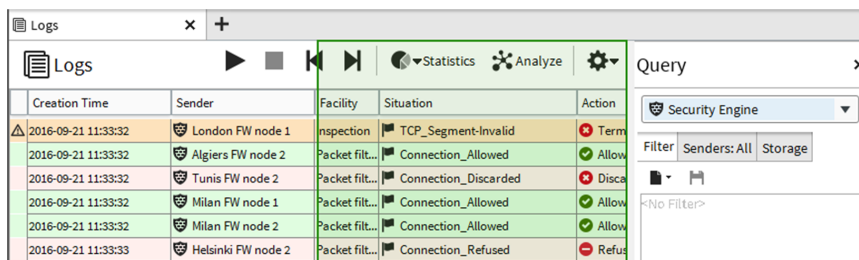 Logs
Logs Statistics Analyze
Creation Time Sender Facility Situation Action
2016-09-21 11:33:32 London FW node 1 nspection TCP_Segment-Invalid Term
2016-09-21 11:33:32 Algiers FW node 2 Packet filt... Connection_Allowed Allow
2016-09-21 11:33:32 Tunis FW node 2 Packet filt... Connection_Discarded Disca
2016-09-21 11:33:32 Milan FW node 1 Packet filt... Connection_Allowed Allow
2016-09-21 11:33:32 Milan FW node 2 Packet filt... Connection_Allowed Allow
2016-09-21 11:33:33 Helsinki FW node 2 Packet filt... Connection_Refused Refus
Query
Security Engine
Filter Senders: All Storage
<No Filter>